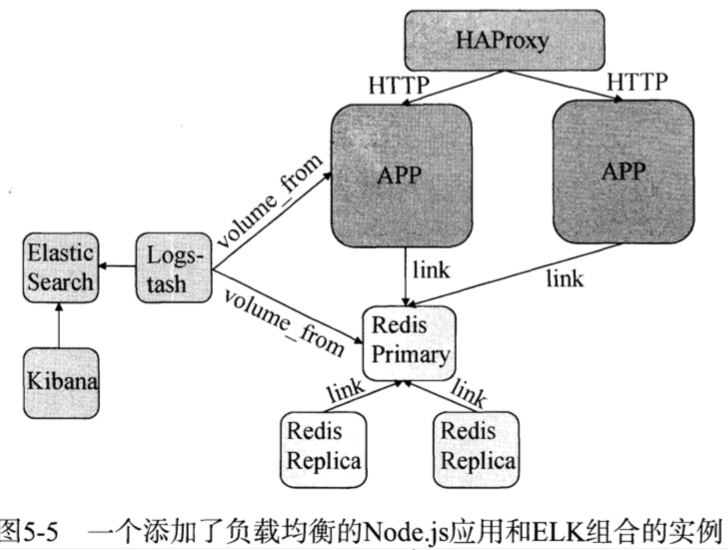 HAProxy
HTTP
HTTP
APP
APP
volume_from
Elastic
Search
Logs-
tash
link
link
volume_from
Redis
Primary
Kibana
link
link
Redis
Replica
Redis
Replica
图5-5 一个添加了负载均衡的Node.js应用和ELK组合的实例